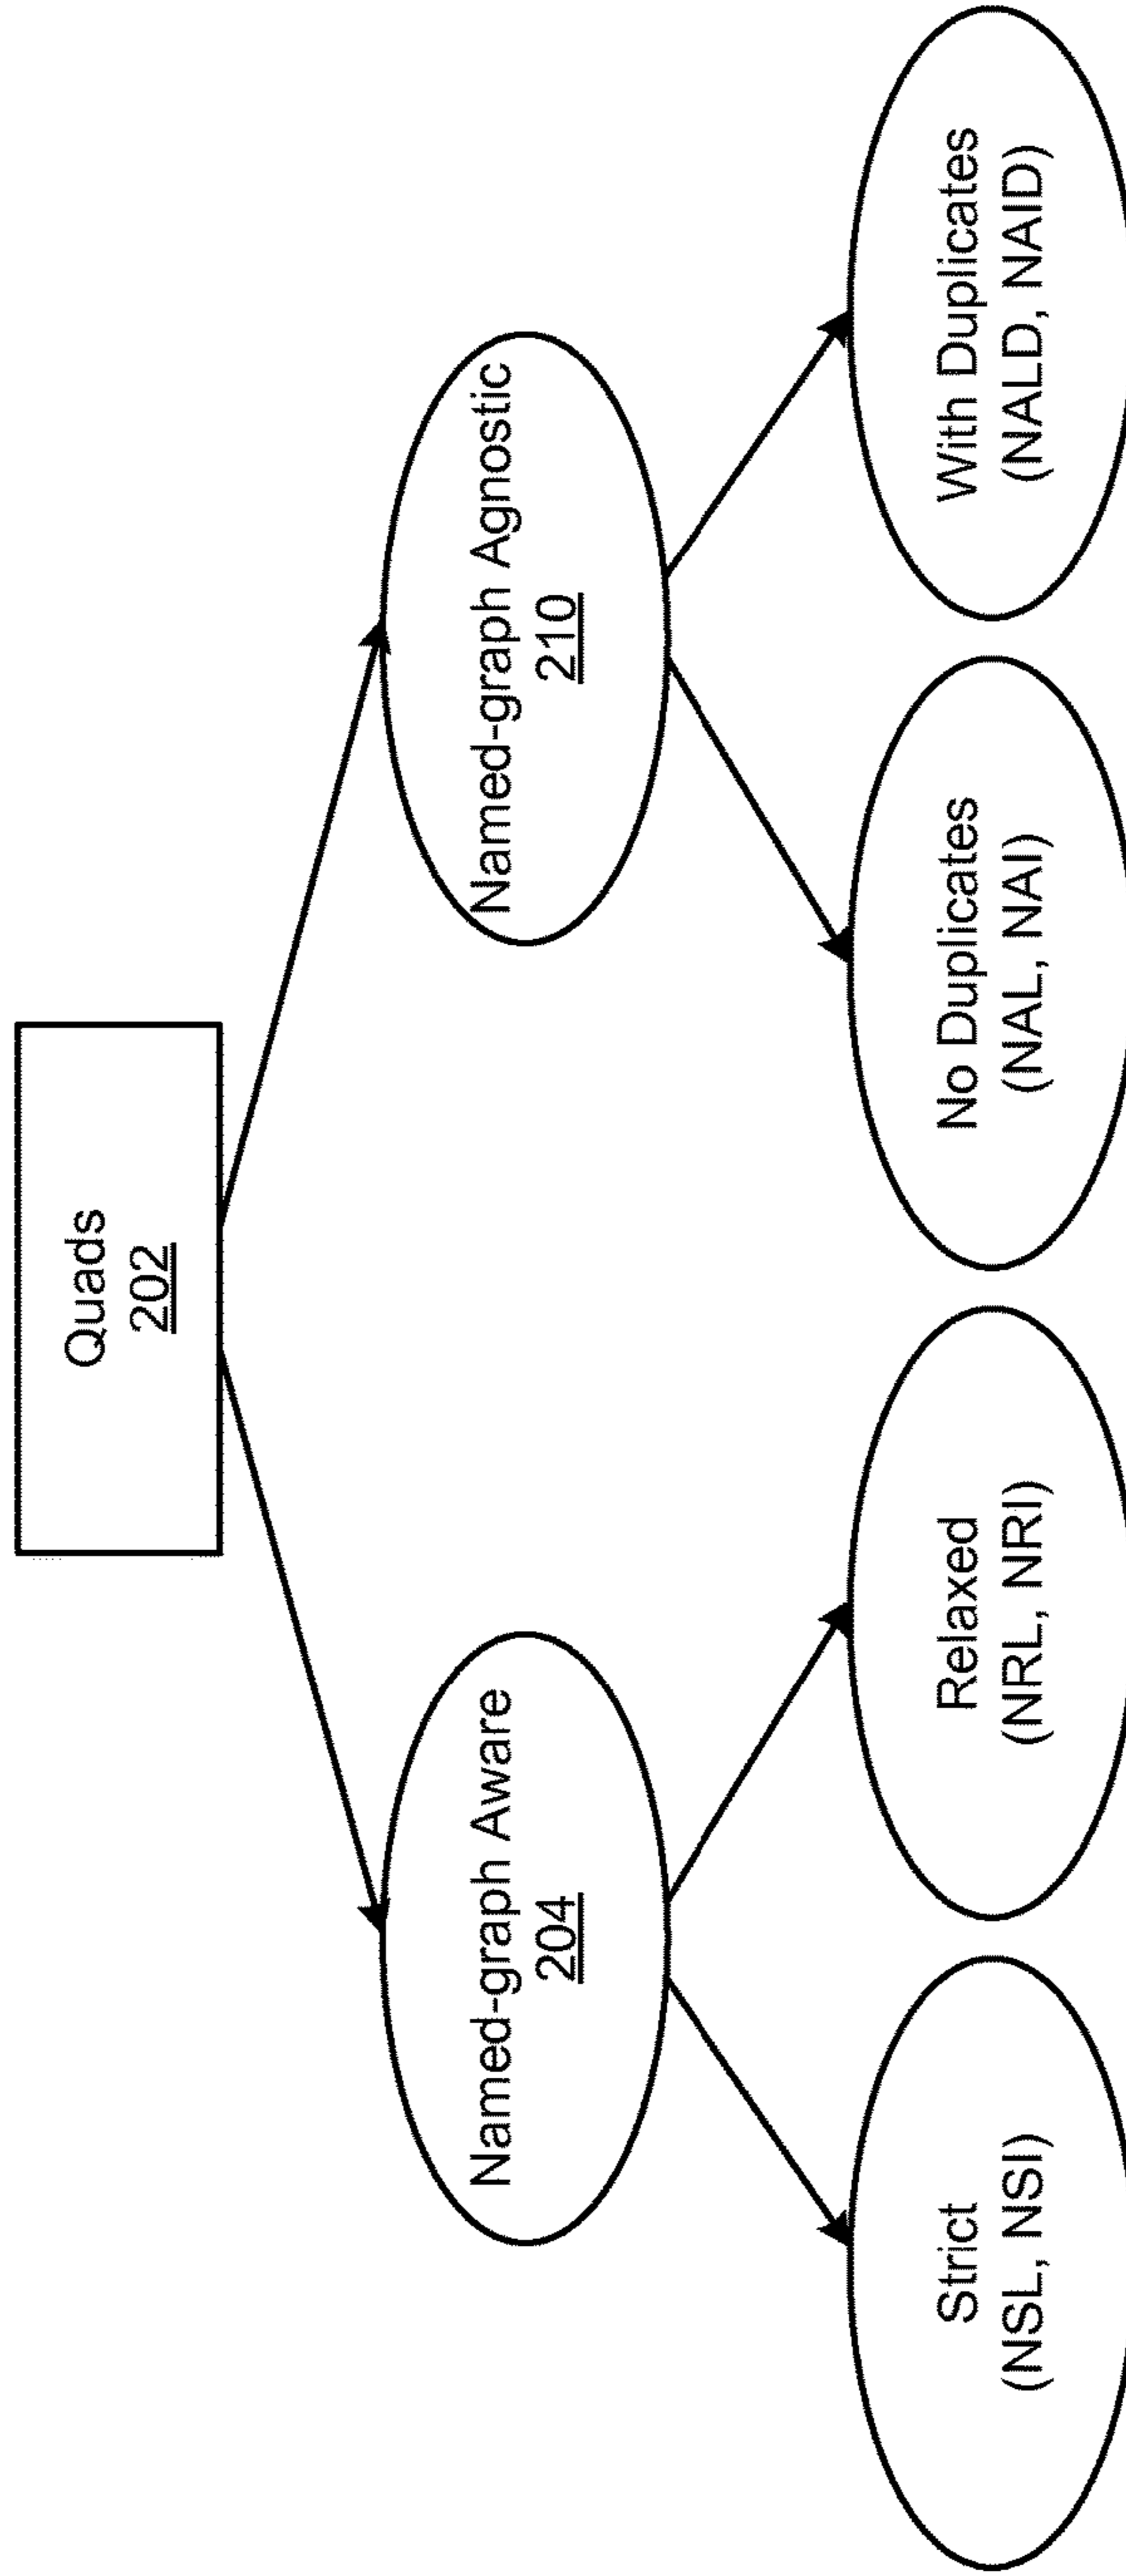 Quads
202
Named-graph Aware
204
Named-graph Agnostic
210
Strict
(NSL, NSI)
Relaxed
(NRL, NRI)
No Duplicates
(NAL, NAI)
With Duplicates
(NALD, NAID)